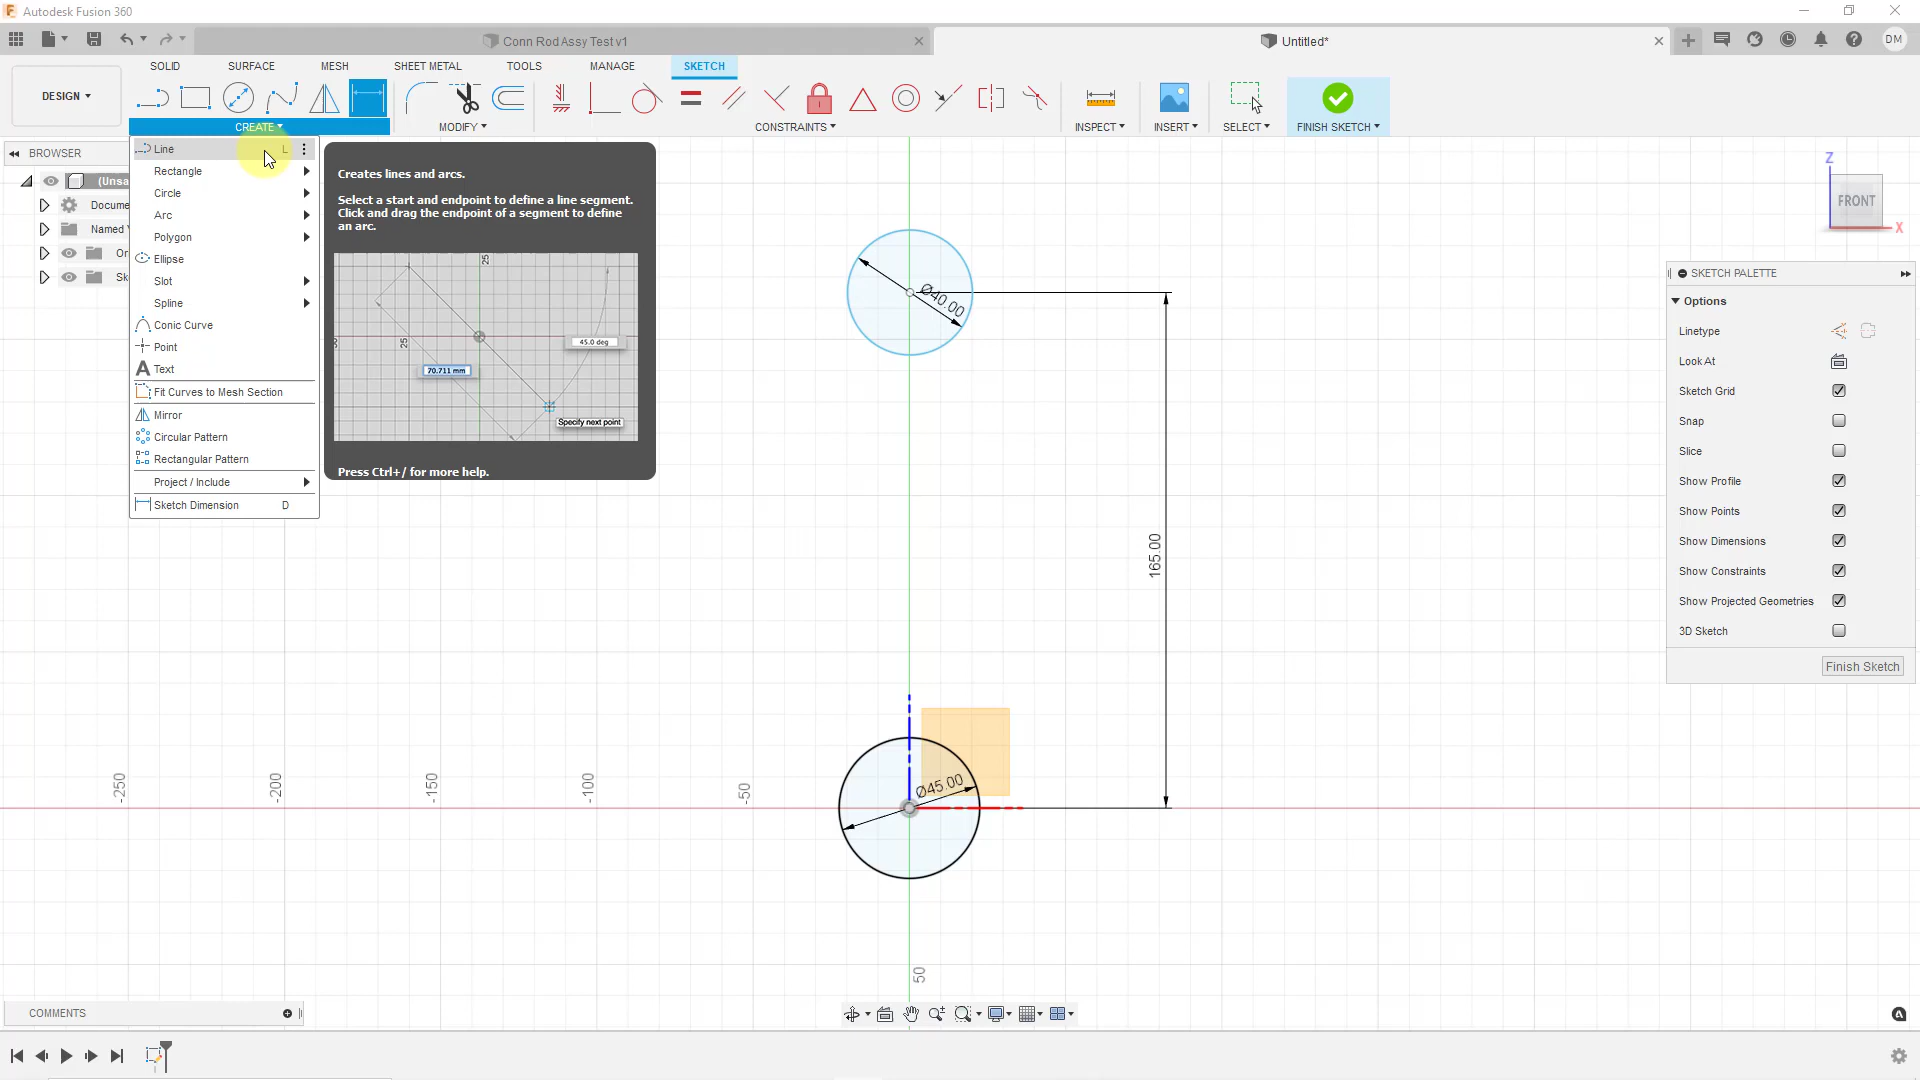 Autodesk Fusion 360
Conn Rod Assy Test v1
Untitled*
DM
DESIGN
SOLID
SURFACE
MESH
SHEET METAL
TOOLS
MANAGE
SKETCH
CREATE
MODIFY
CONSTRAINTS
INSPECT
INSERT
SELECT
FINISH SKETCH
BROWSER
(Unsa
Docume
Named V
Or
Sk
Line L
Rectangle
Circle
Arc
Polygon
Ellipse
Slot
Spline
Conic Curve
Point
Text
Fit Curves to Mesh Section
Mirror
Circular Pattern
Rectangular Pattern
Project / Include
Sketch Dimension D
Creates lines and arcs.
Select a start and endpoint to define a line segment.
Click and drag the endpoint of a segment to define
an arc.
25
25
45.0 deg
70.711 mm
Specify next point
Press Ctrl+/ for more help.
Ø40.00
165.00
Ø45.00
-250
-200
-150
-100
-50
50
Z
FRONT
X
SKETCH PALETTE
Options
Linetype
Look At
Sketch Grid
Snap
Slice
Show Profile
Show Points
Show Dimensions
Show Constraints
Show Projected Geometries
3D Sketch
Finish Sketch
COMMENTS